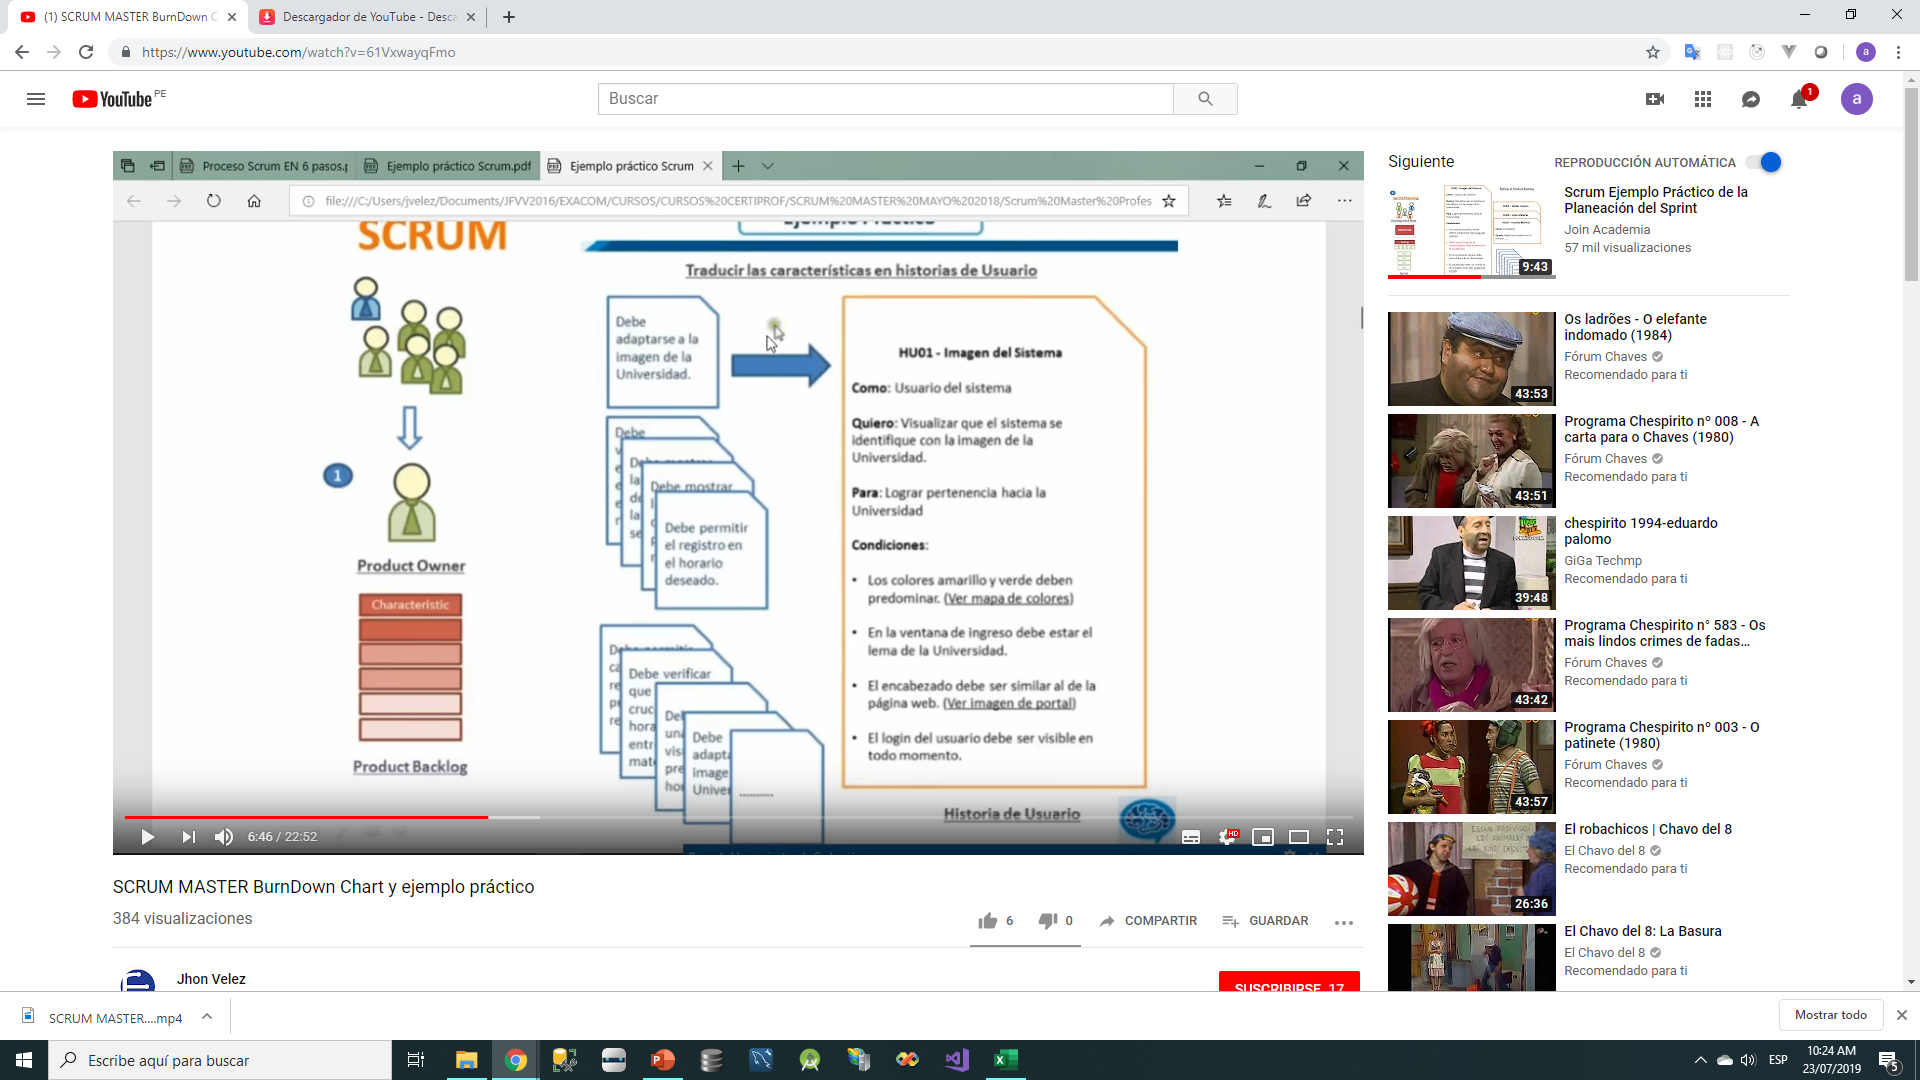 (1) SCRUM MASTER BurnDown C
Descargador de YouTube - Desca
https://www.youtube.com/watch?v=61VxwayqFmo
a
YouTube PE
Buscar
1
a
Proceso Scrum EN 6 pasos.p
Ejemplo práctico Scrum.pdf
Ejemplo práctico Scrum
file:///C:/Users/jvelez/Documents/JFVV2016/EXACOM/CURSOS/CURSOS%20CERTIPROF/SCRUM%20MASTER%20MAYO%202018/Scrum%20Master%20Profes
SCRUM
Ejemplo Práctico
Traducir las características en historias de Usuario
Debe
adaptarse a la
imagen de la
Universidad.
Debe
Debe mostrar
Debe permitir
el registro en
el horario
deseado.
1
Product Owner
Characteristic
Product Backlog
Debe verificar
que
Debe
..........
HU01 - Imagen del Sistema
Como: Usuario del sistema
Quiero: Visualizar que el sistema se
identifique con la imagen de la
Universidad.
Para: Lograr pertenencia hacia la
Universidad
Condiciones:
• Los colores amarillo y verde deben
predominar. (Ver mapa de colores)
• En la ventana de ingreso debe estar el
lema de la Universidad.
• El encabezado debe ser similar al de la
página web. (Ver imagen de portal)
• El login del usuario debe ser visible en
todo momento.
Historia de Usuario
6:46 / 22:52
HD
SCRUM MASTER BurnDown Chart y ejemplo práctico
384 visualizaciones
6
0
COMPARTIR
GUARDAR
Jhon Velez
SUSCRIBIRSE 17
Siguiente
REPRODUCCIÓN AUTOMÁTICA
Scrum Ejemplo Práctico de la
Planeación del Sprint
Join Academia
57 mil visualizaciones
9:43
Os ladrões - O elefante
indomado (1984)
Fórum Chaves
Recomendado para ti
43:53
Programa Chespirito nº 008 - A
carta para o Chaves (1980)
Fórum Chaves
Recomendado para ti
43:51
chespirito 1994-eduardo
palomo
GiGa Techmp
Recomendado para ti
39:48
Programa Chespirito n° 583 - Os
mais lindos crimes de fadas...
Fórum Chaves
Recomendado para ti
43:42
Programa Chespirito nº 003 - O
patinete (1980)
Fórum Chaves
Recomendado para ti
43:57
El robachicos | Chavo del 8
El Chavo del 8
Recomendado para ti
26:36
El Chavo del 8: La Basura
El Chavo del 8
Recomendado para ti
SCRUM MASTER....mp4
Mostrar todo
Escribe aquí para buscar
ESP
10:24 AM
23/07/2019
5